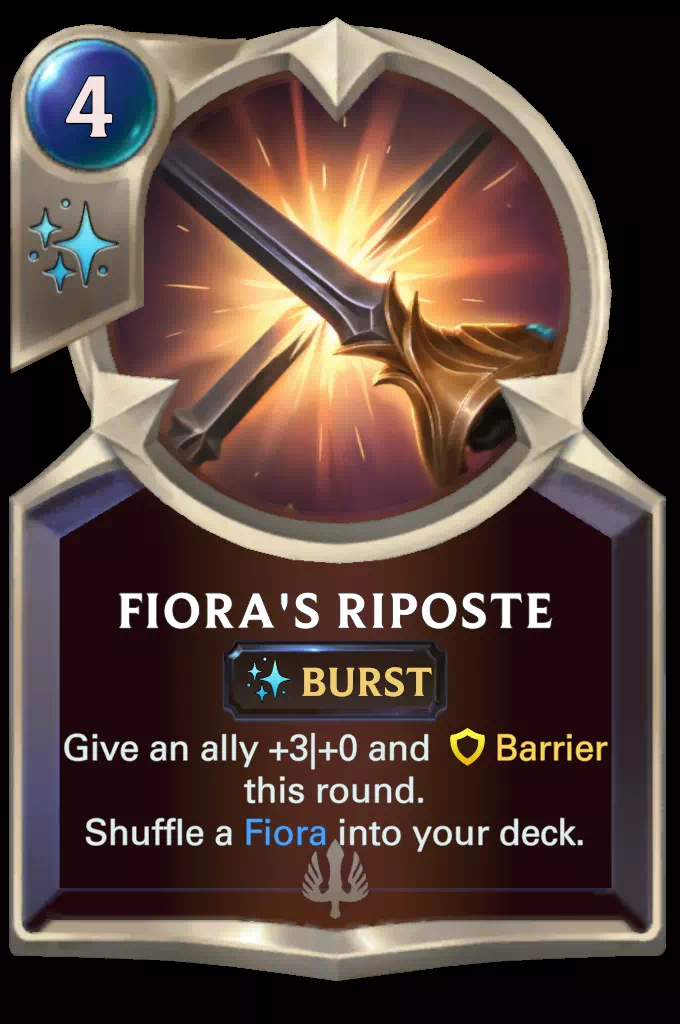 4
FIORA'S RIPOSTE
BURST
Give an ally +3|+0 and Barrier
this round.
Shuffle a Fiora into your deck.